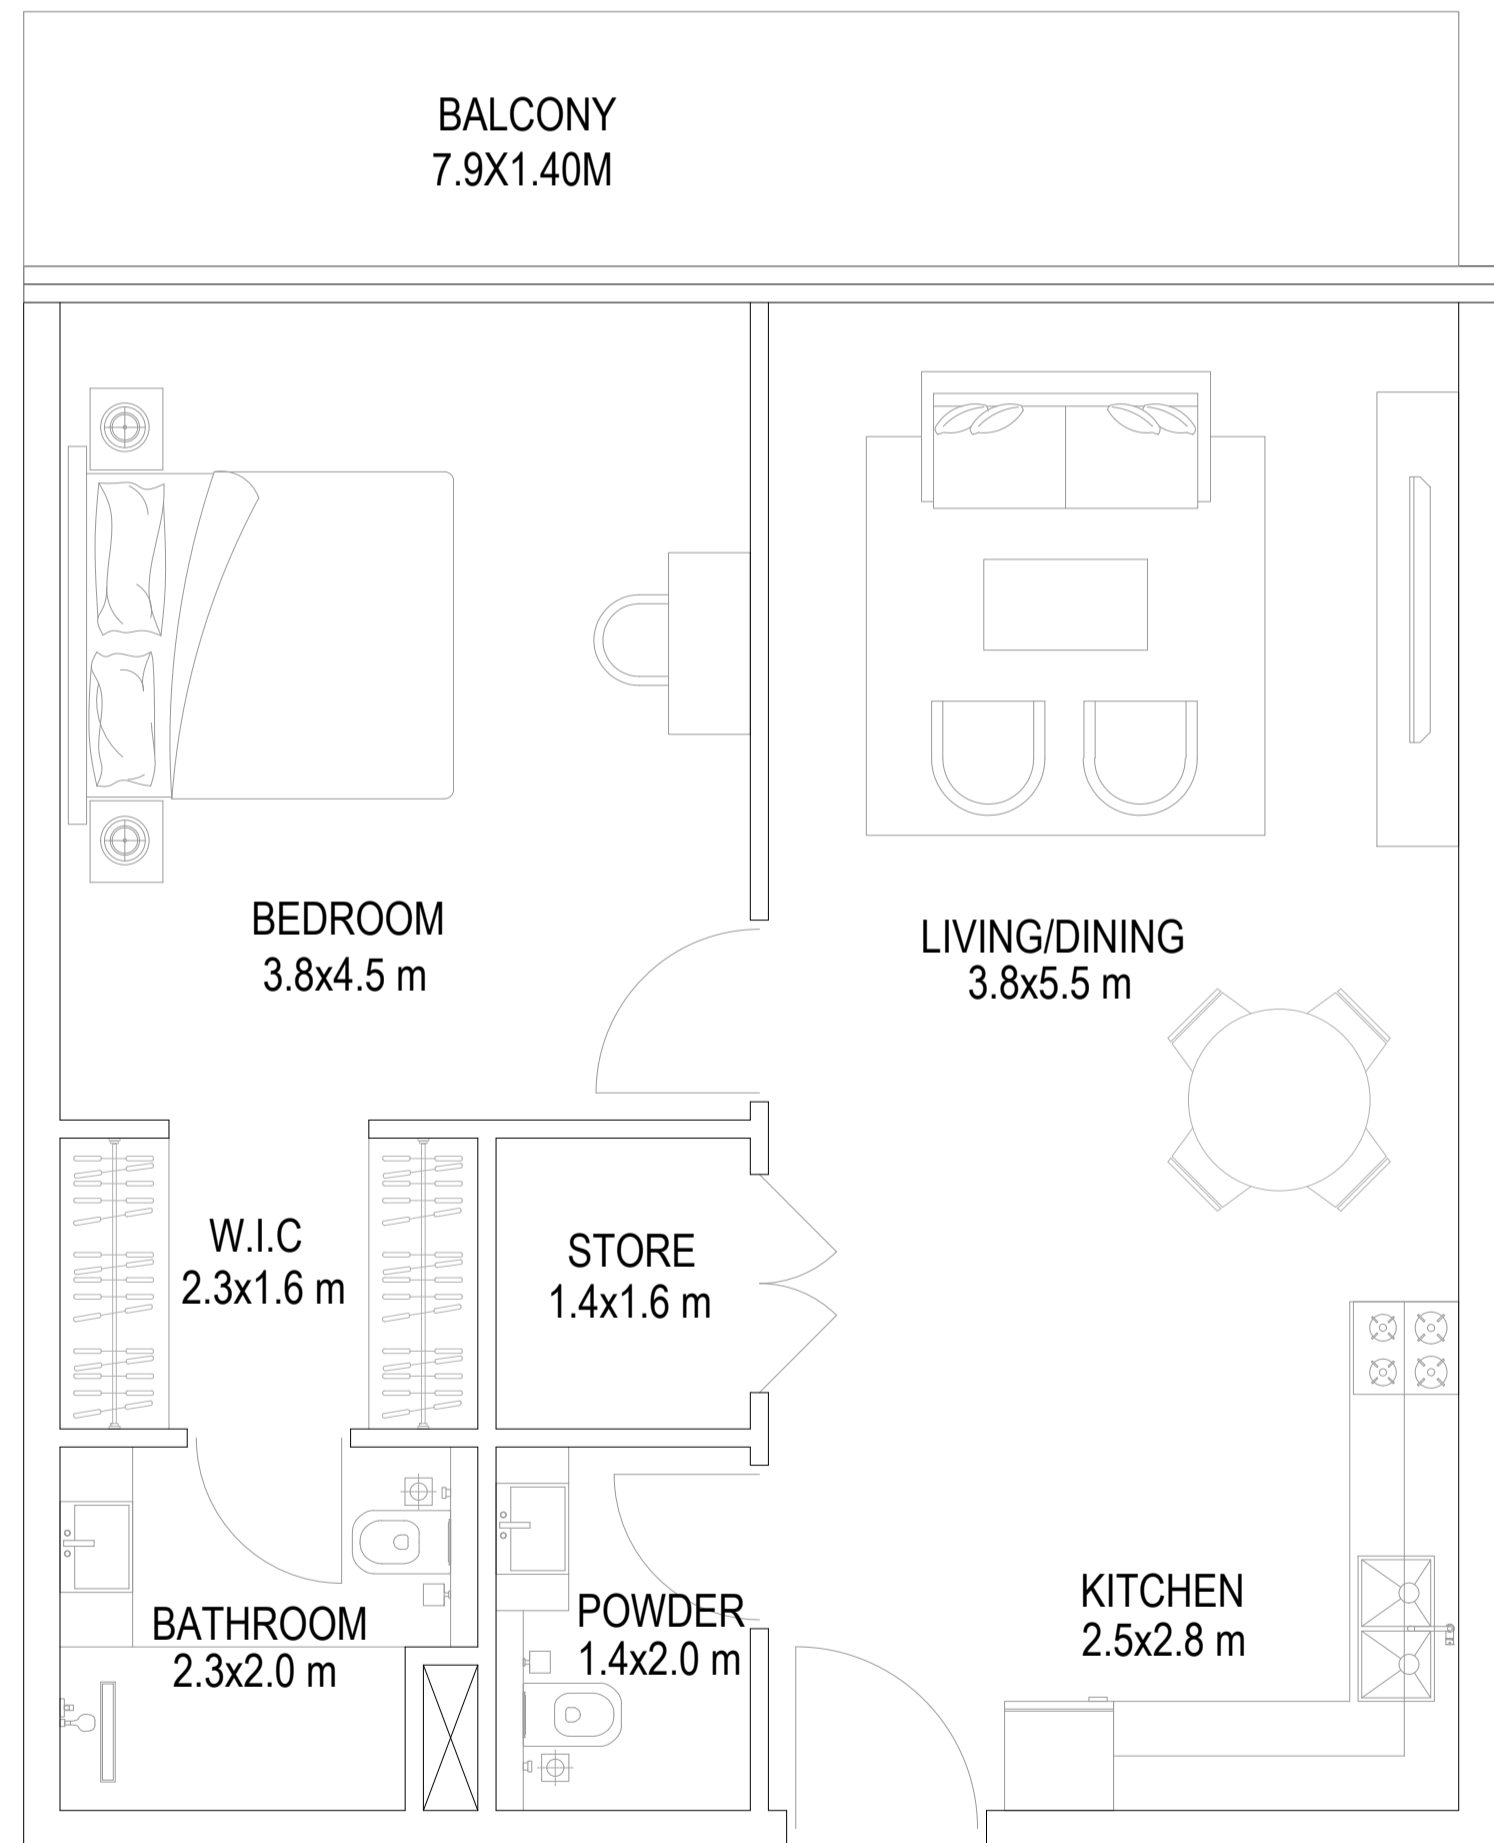 BALCONY
7.9X1.40M
BEDROOM
3.8x4.5 m
LIVING/DINING
3.8x5.5 m
W.I.C
2.3x1.6 m
STORE
1.4x1.6 m
BATHROOM
2.3x2.0 m
POWDER
1.4x2.0 m
KITCHEN
2.5x2.8 m